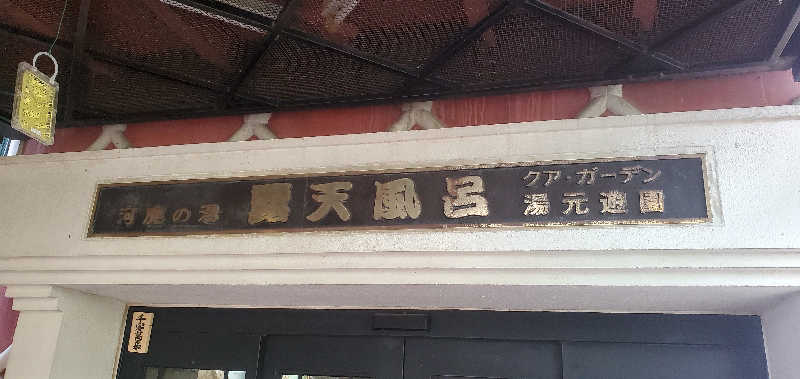 河鹿の湯 露天風呂
クア・ガーデン
湯元遊園